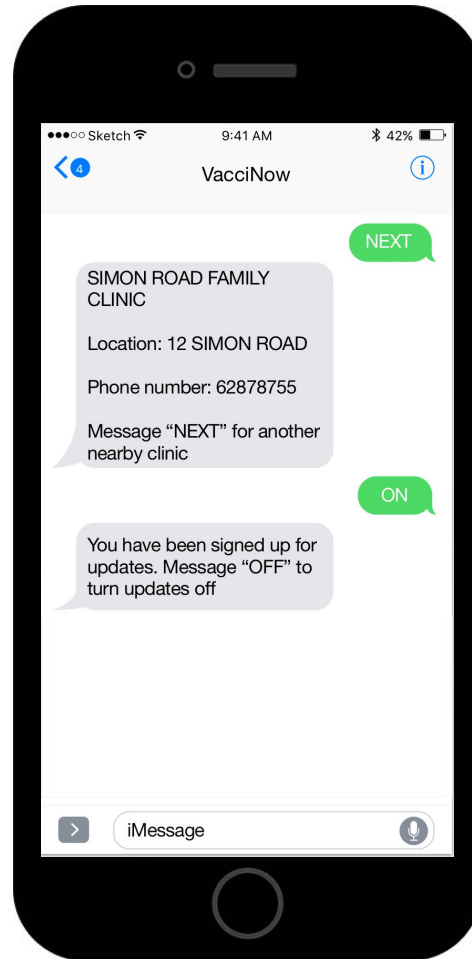 Sketch 9:41 AM 42%
4 VacciNow i
NEXT
SIMON ROAD FAMILY
CLINIC
Location: 12 SIMON ROAD
Phone number: 62878755
Message “NEXT” for another
nearby clinic
ON
You have been signed up for
updates. Message “OFF” to
turn updates off
iMessage